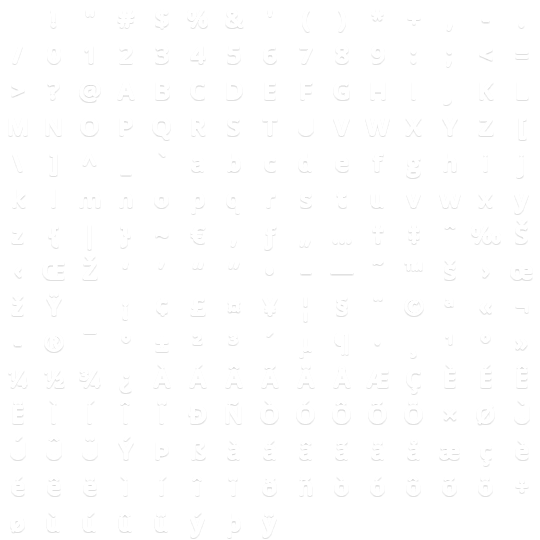 ! " # $ % & ' ( ) * + , - .
/ 0 1 2 3 4 5 6 7 8 9 : ; < =
> ? @ A B C D E F G H I J K L
M N O P Q R S T U V W X Y Z [
\ ] ^ _ ` a b c d e f g h i j
k l m n o p q r s t u v w x y
z { | } ~ € ‚ ƒ „ … † ‡ ˆ ‰ Š
‹ Œ Ž ‘ ’ “ ” • – — ˜ ™ š › œ
ž Ÿ ¡ ¢ £ ¤ ¥ ¦ § ¨ © ª « ¬
- ® ¯ ° ± ² ³ ´ µ ¶ · ¸ ¹ º »
¼ ½ ¾ ¿ À Á Â Ã Ä Å Æ Ç È É Ê
Ë Ì Í Î Ï Ð Ñ Ò Ó Ô Õ Ö × Ø Ù
Ú Û Ü Ý Þ ß à á â ã ä å æ ç è
é ê ë ì í î ï ð ñ ò ó ô õ ö ÷
ø ù ú û ü ý þ ÿ